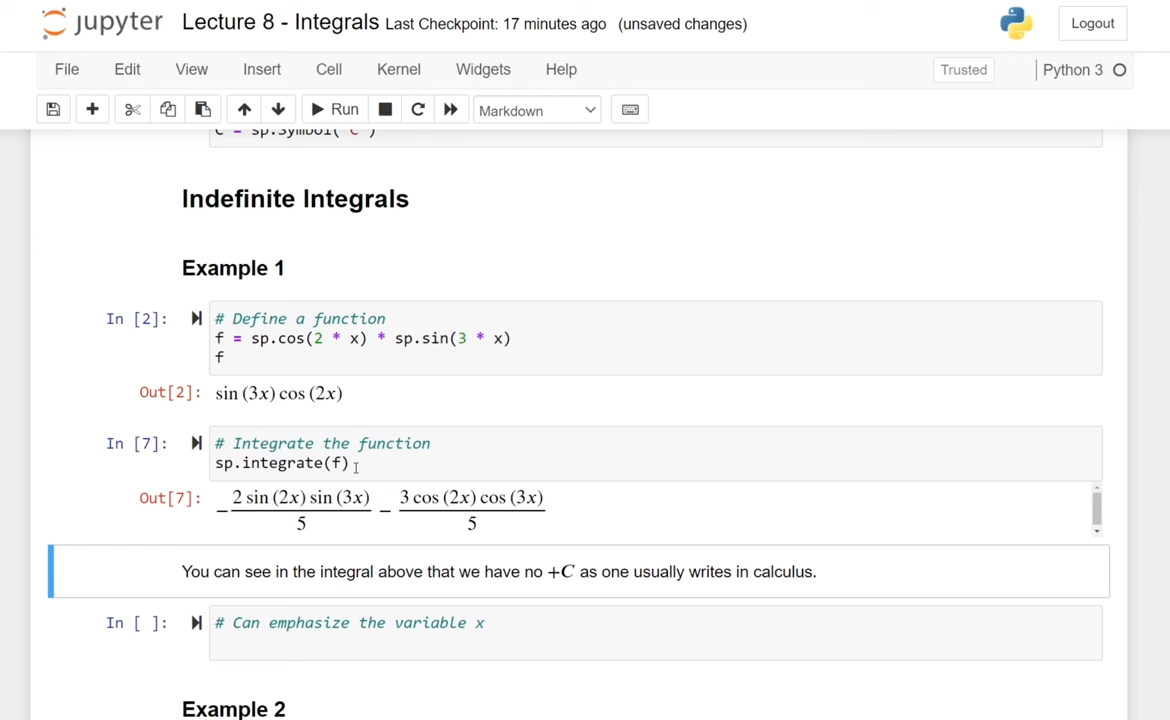 jupyter Lecture 8 - Integrals Last Checkpoint: 17 minutes ago (unsaved changes) Logout
File Edit View Insert Cell Kernel Widgets Help Trusted Python 3
Run Markdown
C = sp.Symbol('C')
Indefinite Integrals
Example 1
In [2]: # Define a function
f = sp.cos(2 * x) * sp.sin(3 * x)
f
Out[2]: sin (3x) cos (2x)
In [7]: # Integrate the function
sp.integrate(f)
Out[7]: − 2 sin (2x) sin (3x) / 5 − 3 cos (2x) cos (3x) / 5
You can see in the integral above that we have no +C as one usually writes in calculus.
In [ ]: # Can emphasize the variable x
Example 2